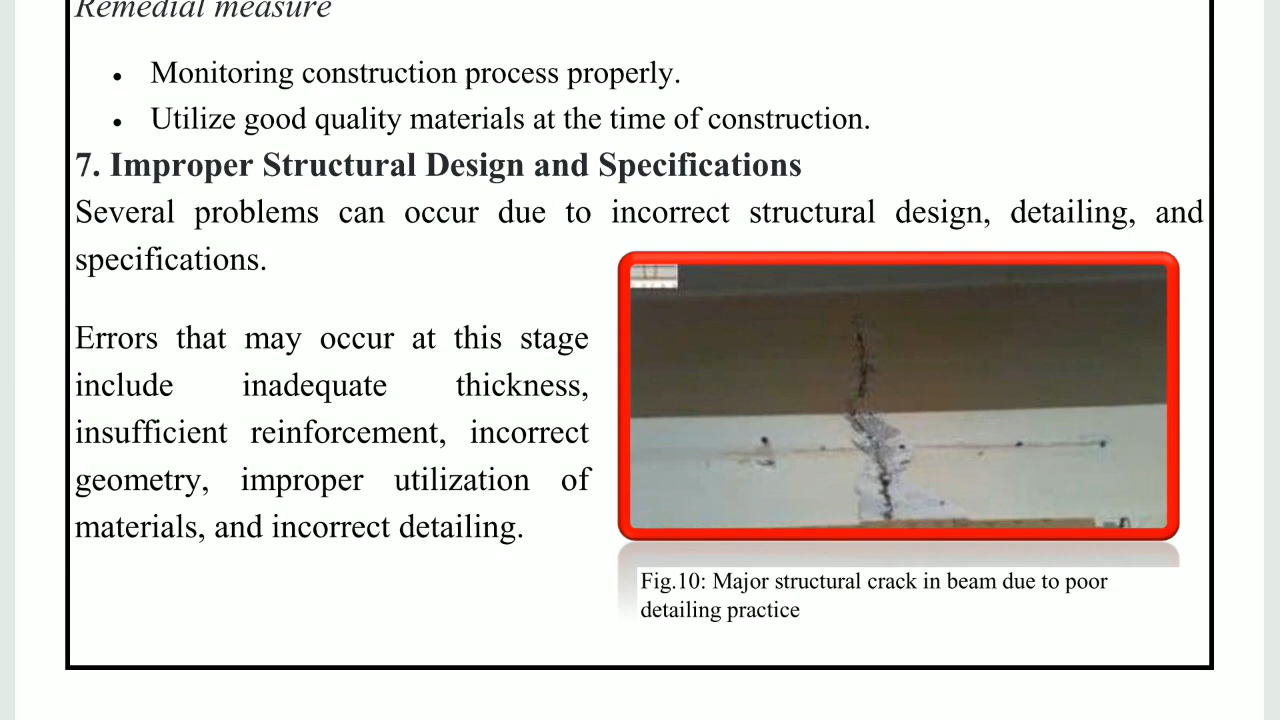 Remedial measure
• Monitoring construction process properly.
• Utilize good quality materials at the time of construction.
7. Improper Structural Design and Specifications
Several problems can occur due to incorrect structural design, detailing, and
specifications.
Errors that may occur at this stage
include inadequate thickness,
insufficient reinforcement, incorrect
geometry, improper utilization of
materials, and incorrect detailing.
Fig.10: Major structural crack in beam due to poor
detailing practice